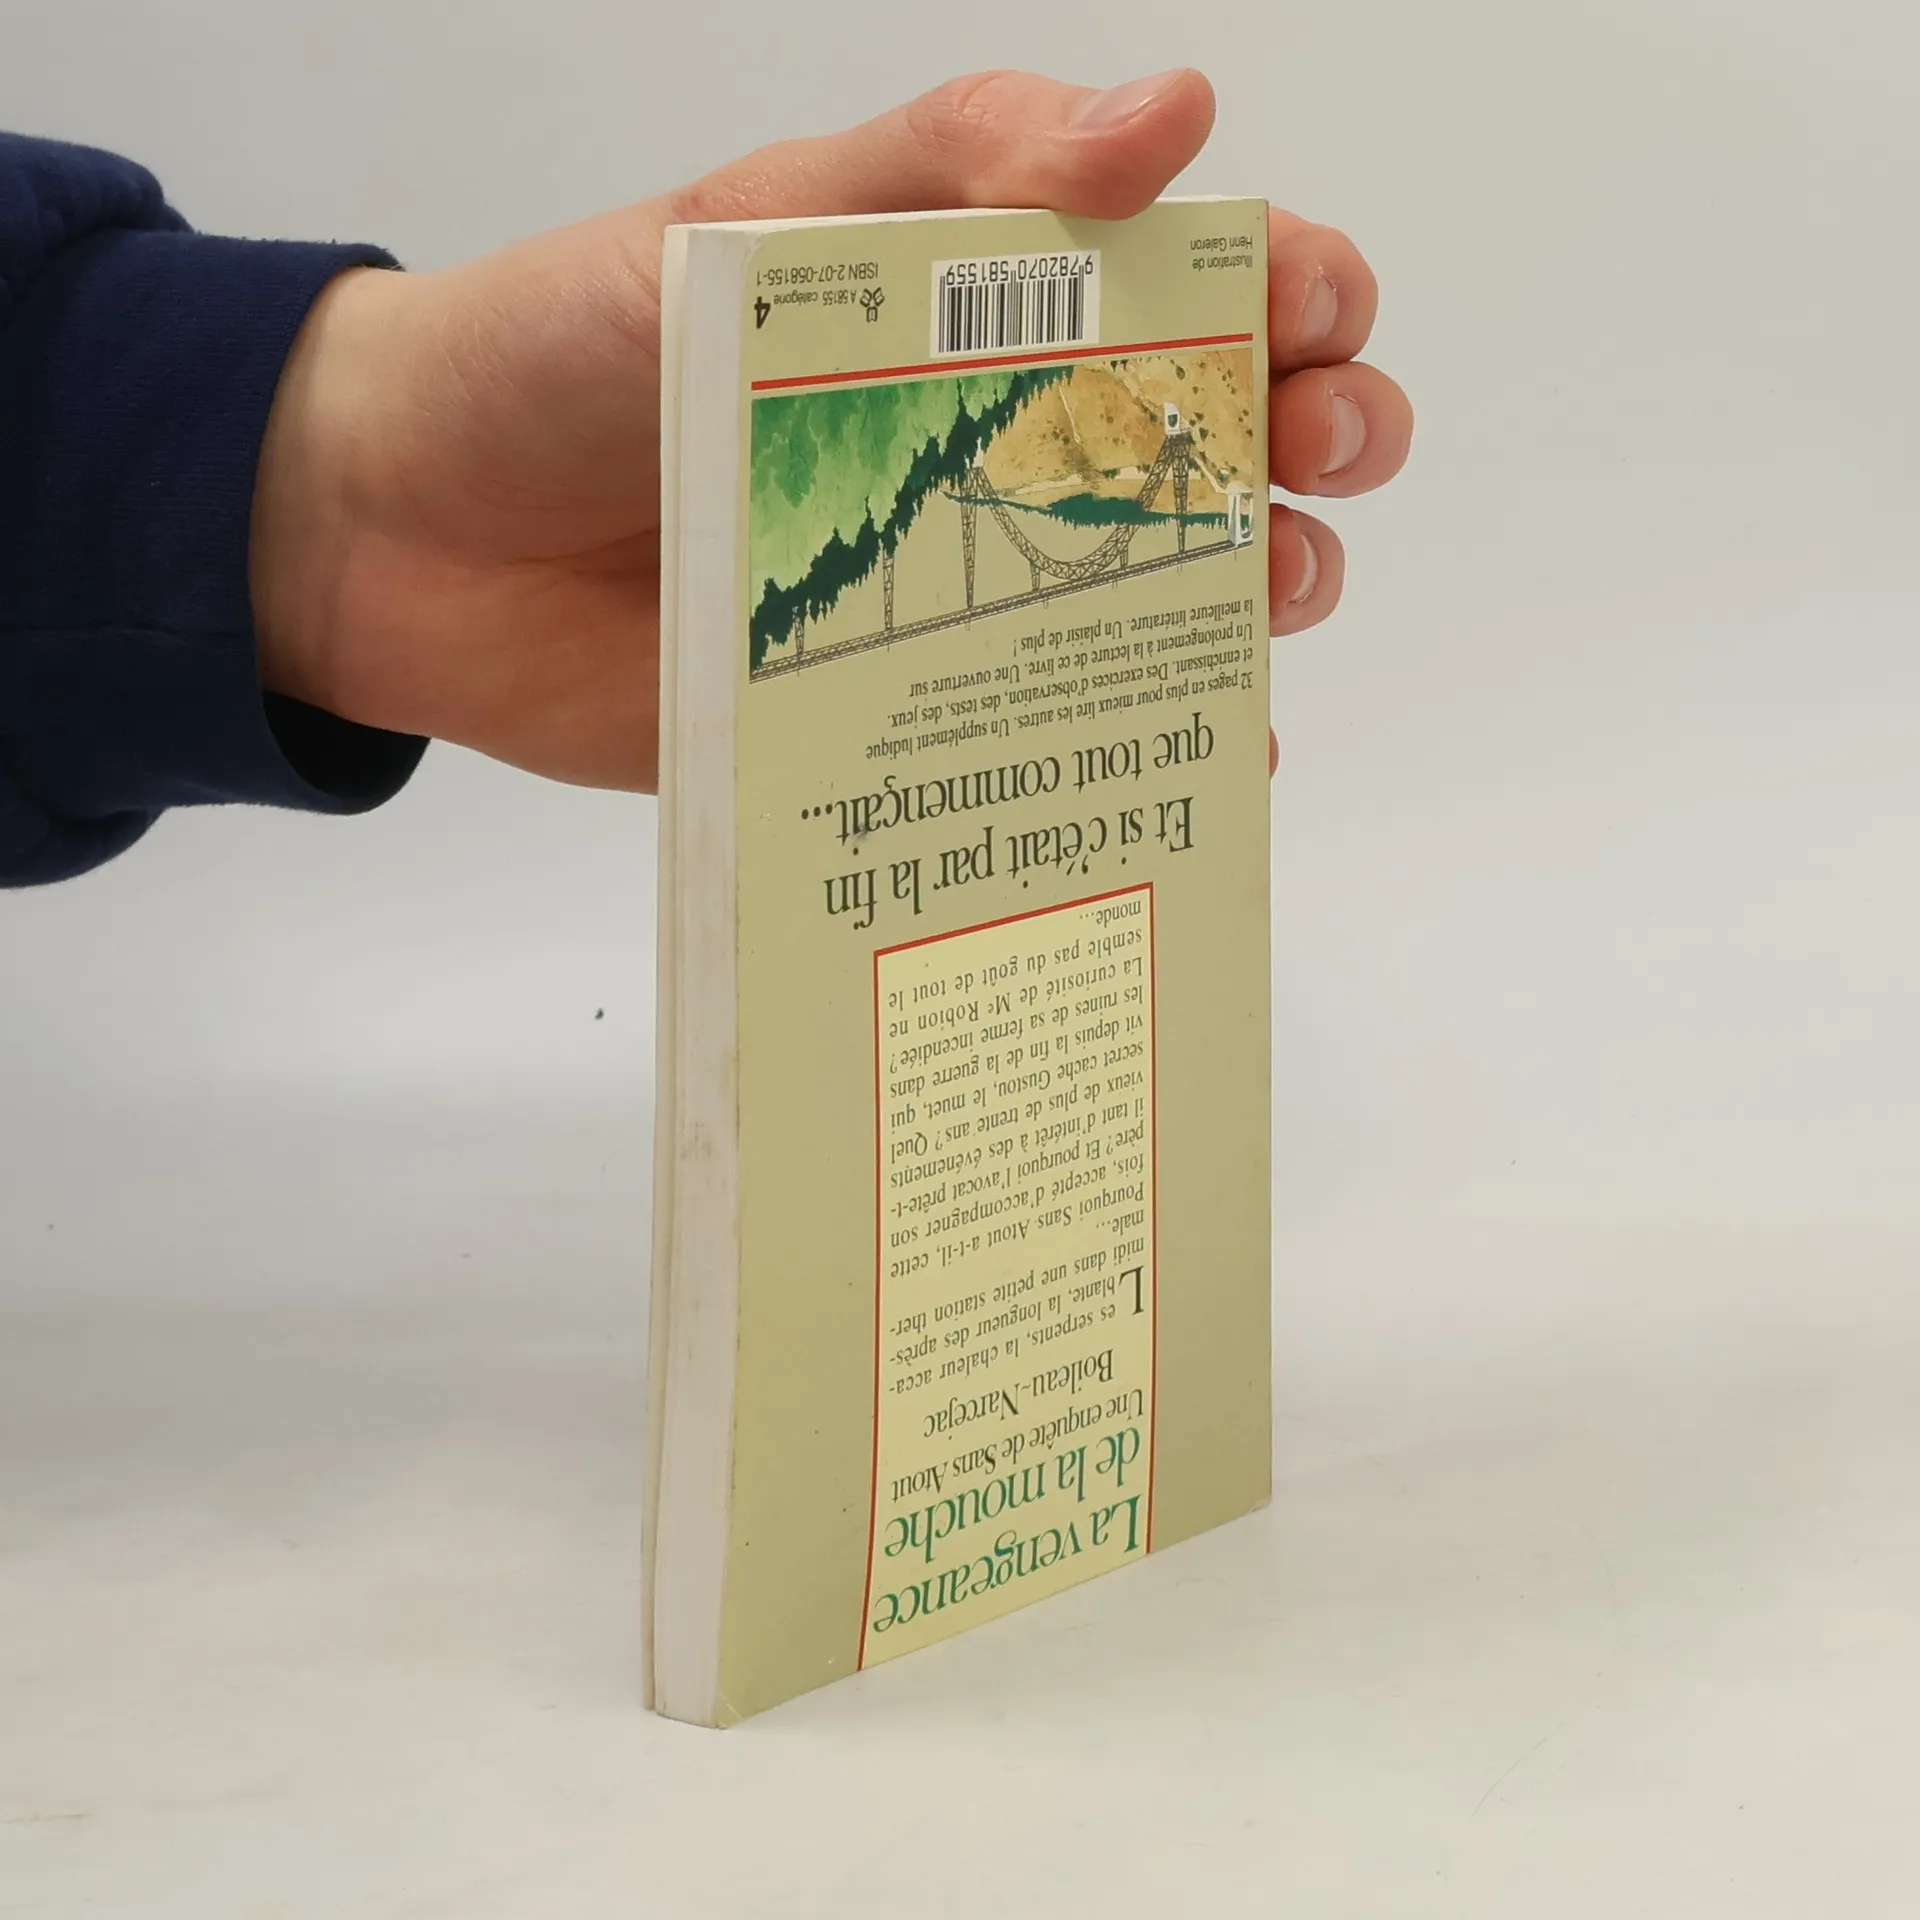 La vengeance
de la mouche
Une enquête de Sans Atout
Boileau-Narcejac
Les serpents, la chaleur acca-
blante, la longueur des après-
midi dans une petite station ther-
male...
Pourquoi Sans Atout a-t-il, cette
fois, accepté d'accompagner son
père? Et pourquoi l'avocat prête-t-
il tant d'intérêt à des événements
vieux de plus de trente ans? Quel
secret cache Gustou, le muet, qui
vit depuis la fin de la guerre dans
les ruines de sa ferme incendiée?
La curiosité de Me Robion ne
semble pas du goût de tout le
monde...
Et si c'était par la fin
que tout commençait...
32 pages en plus pour mieux lire les autres. Un supplément ludique
et enrichissant. Des exercices d'observation, des tests, des jeux.
Un prolongement à la lecture de ce livre. Une ouverture sur
la meilleure littérature. Un plaisir de plus!
Illustration de
Henri Galeron
9 782070 581559
A 58155 catégorie 4
ISBN 2-07-058155-1